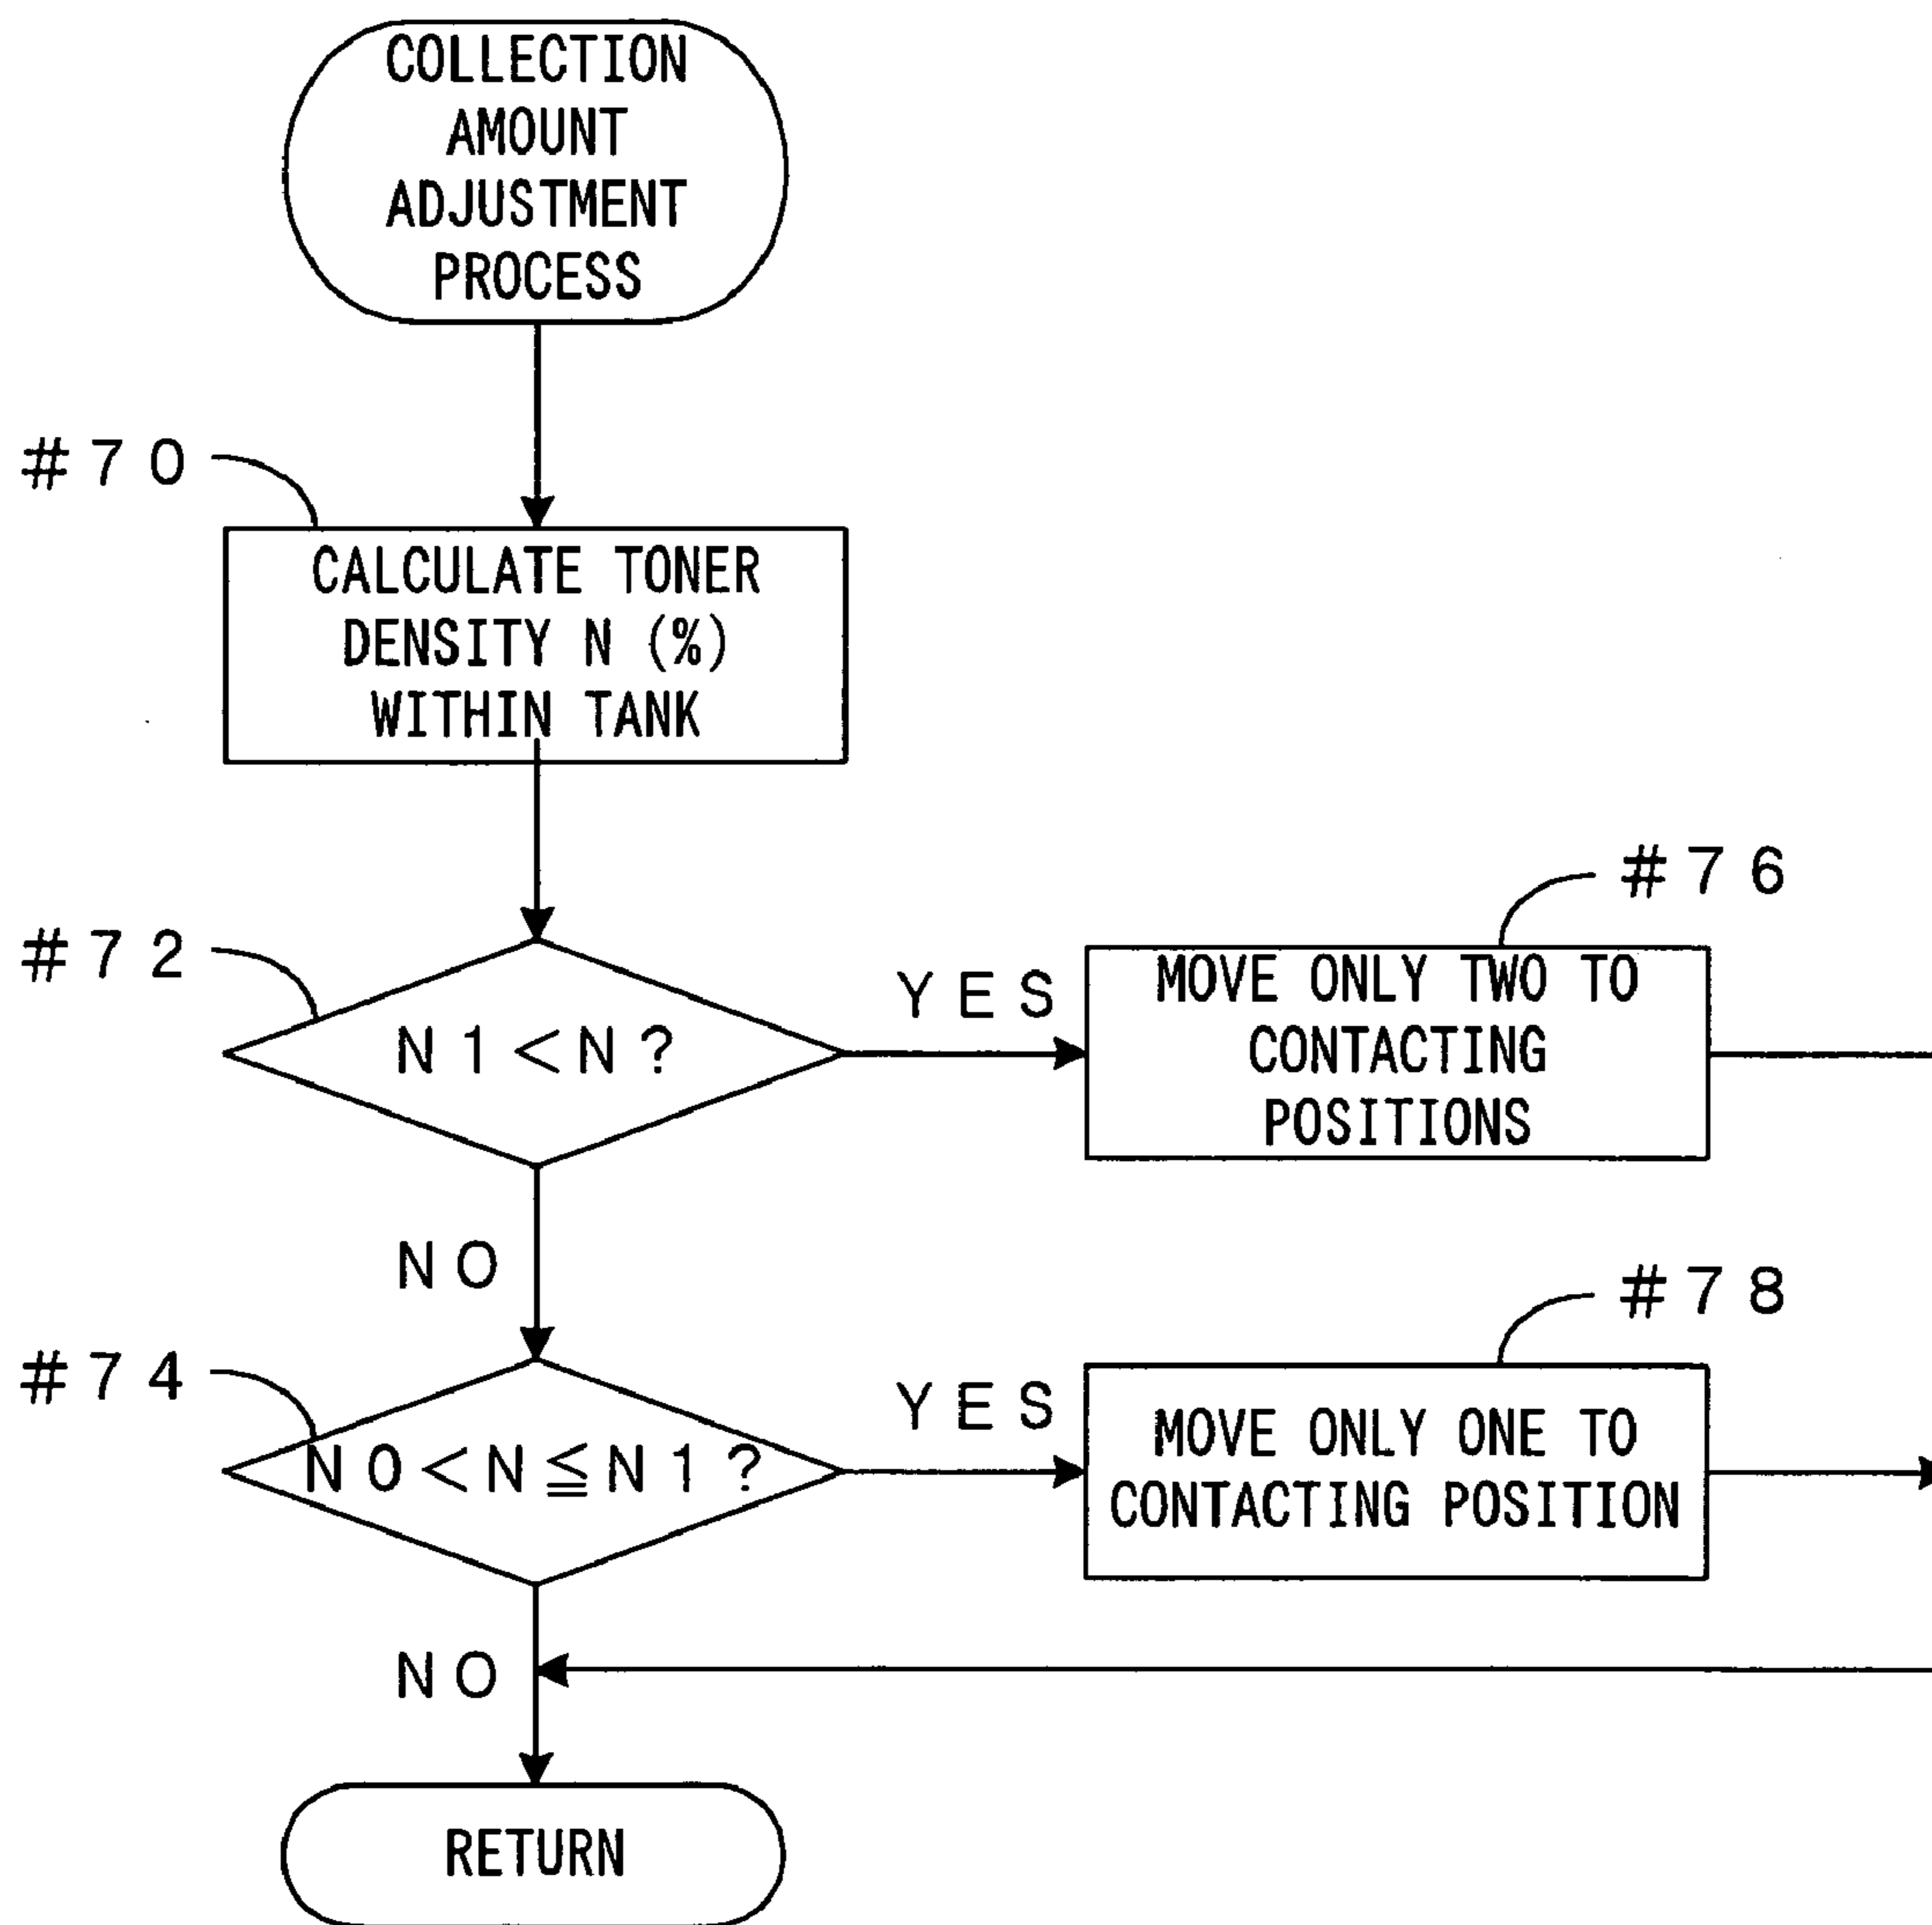 COLLECTION
AMOUNT
ADJUSTMENT
PROCESS
#70
CALCULATE TONER
DENSITY N (%)
WITHIN TANK
#72
N1<N?
YES
#76
MOVE ONLY TWO TO
CONTACTING
POSITIONS
NO
#74
N0<N≦N1?
YES
#78
MOVE ONLY ONE TO
CONTACTING POSITION
NO
RETURN